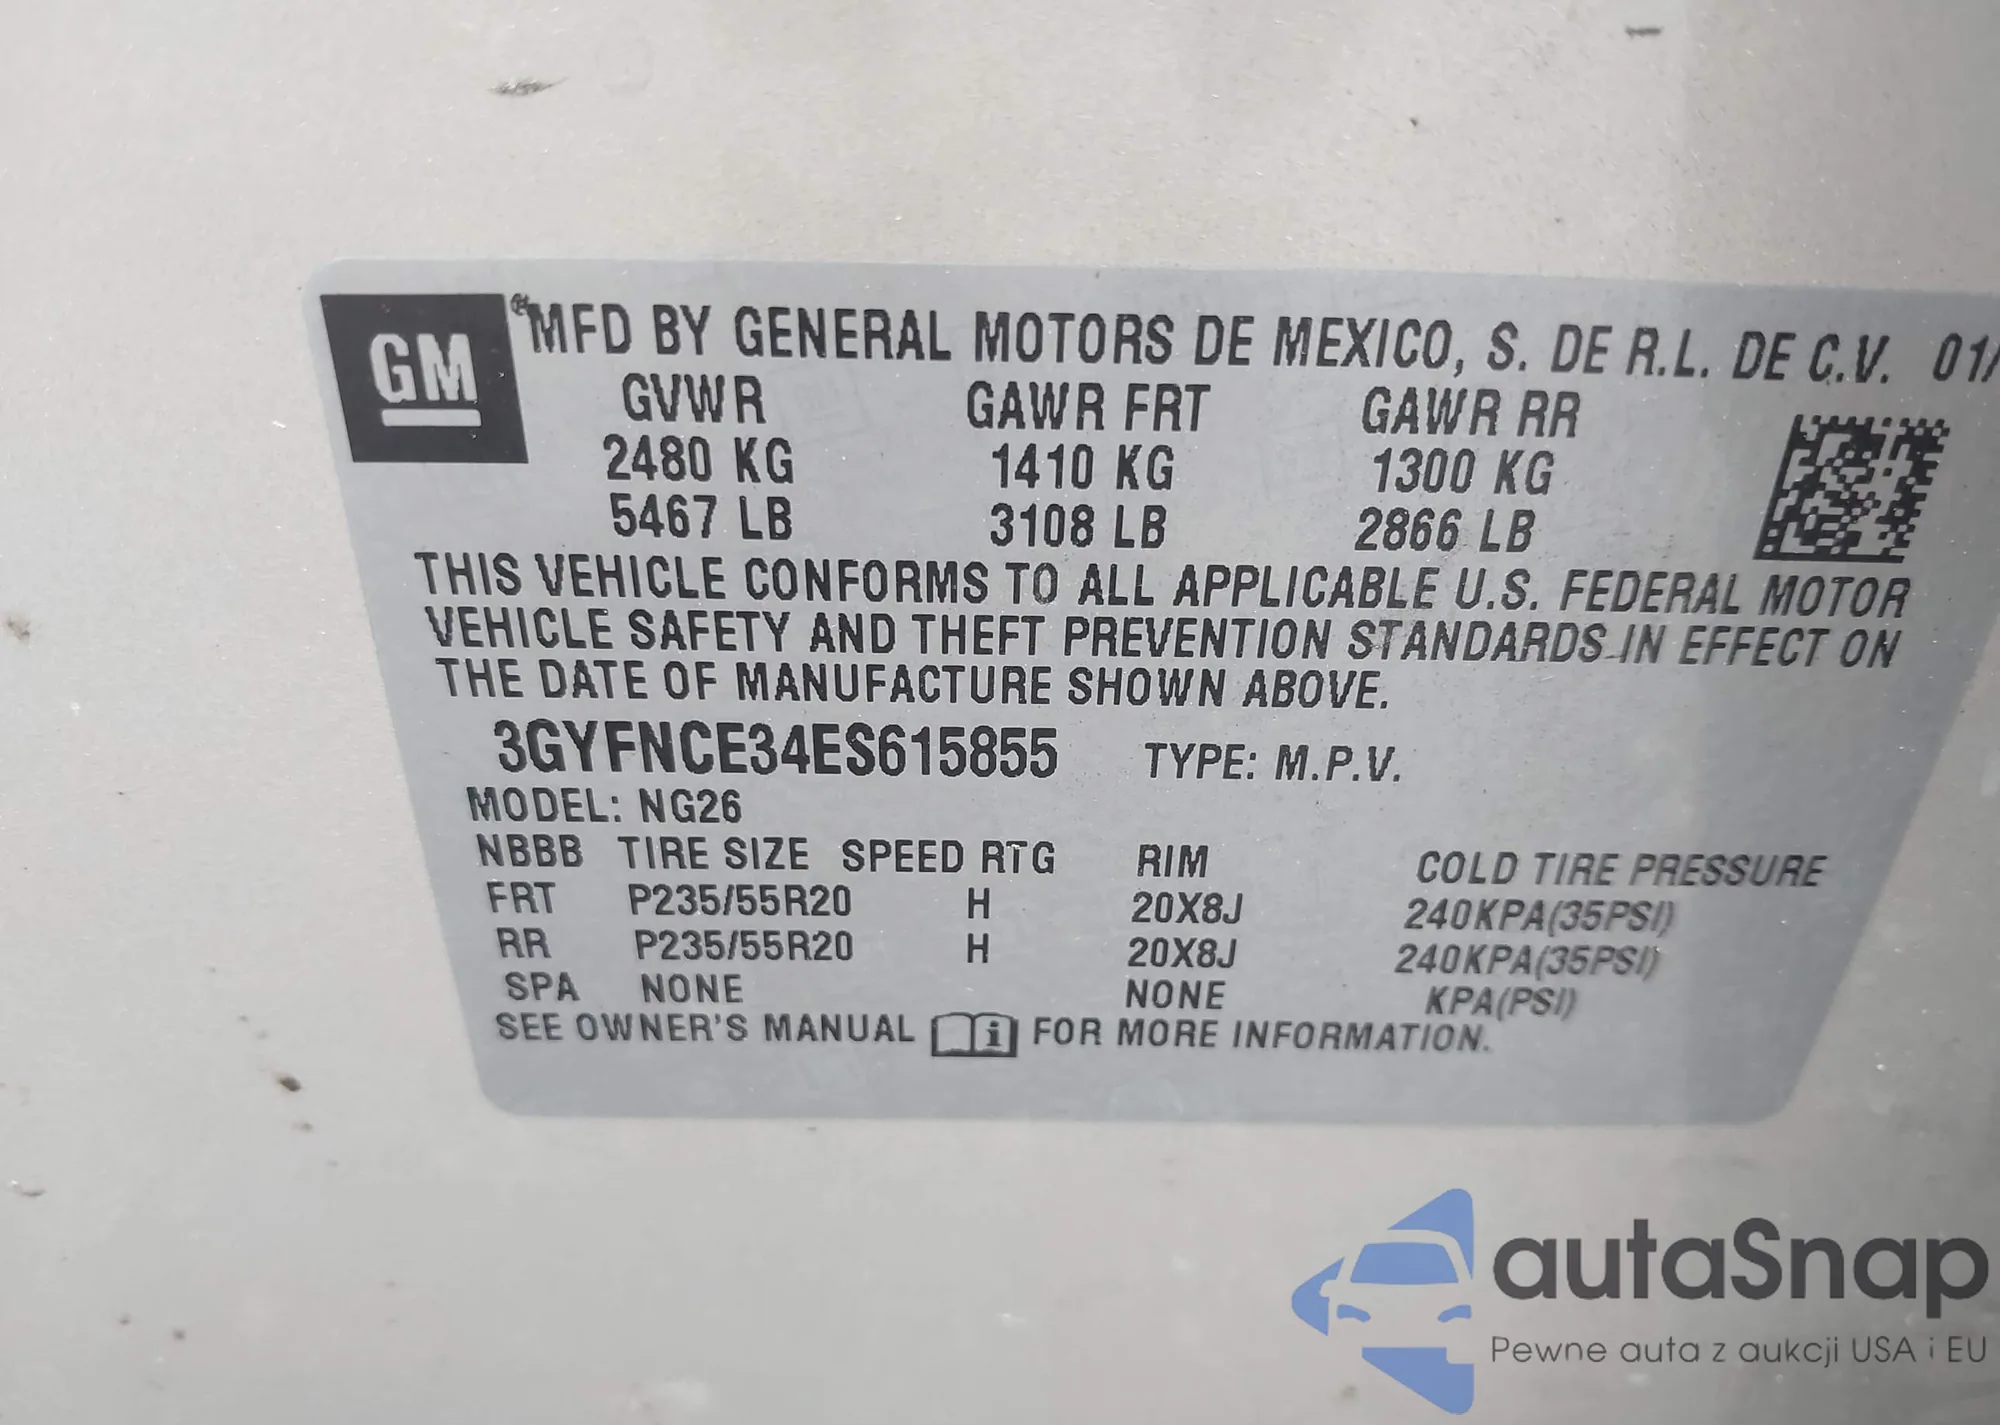 GM
MFD BY GENERAL MOTORS DE MEXICO, S. DE R.L. DE C.V. 01/
GVWR GAWR FRT GAWR RR
2480 KG 1410 KG 1300 KG
5467 LB 3108 LB 2866 LB
THIS VEHICLE CONFORMS TO ALL APPLICABLE U.S. FEDERAL MOTOR
VEHICLE SAFETY AND THEFT PREVENTION STANDARDS IN EFFECT ON
THE DATE OF MANUFACTURE SHOWN ABOVE.
3GYFNCE34ES615855 TYPE: M.P.V.
MODEL: NG26
NBBB TIRE SIZE SPEED RTG RIM COLD TIRE PRESSURE
FRT P235/55R20 H 20X8J 240KPA(35PSI)
RR P235/55R20 H 20X8J 240KPA(35PSI)
SPA NONE NONE KPA(PSI)
SEE OWNER'S MANUAL i FOR MORE INFORMATION.
autaSnap
Pewne auta z aukcji USA i EU